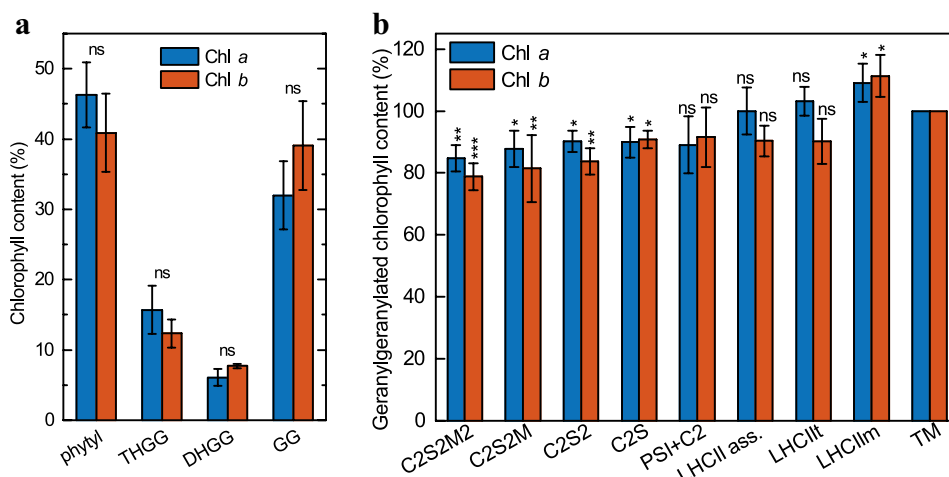 a
Chl a
Chl b
Chlorophyll content (%)
50
40
30
20
10
0
ns
ns
ns
ns
phytyl
THGG
DHGG
GG
b
Chl a
Chl b
Geranylgeranylated chlorophyll content (%)
120
100
80
60
40
20
0
** *** * ** * ** * * ns ns ns ns ns ns * *
C2S2M2
C2S2M
C2S2
C2S
PSI+C2
LHCII ass.
LHCIIt
LHCIIm
TM